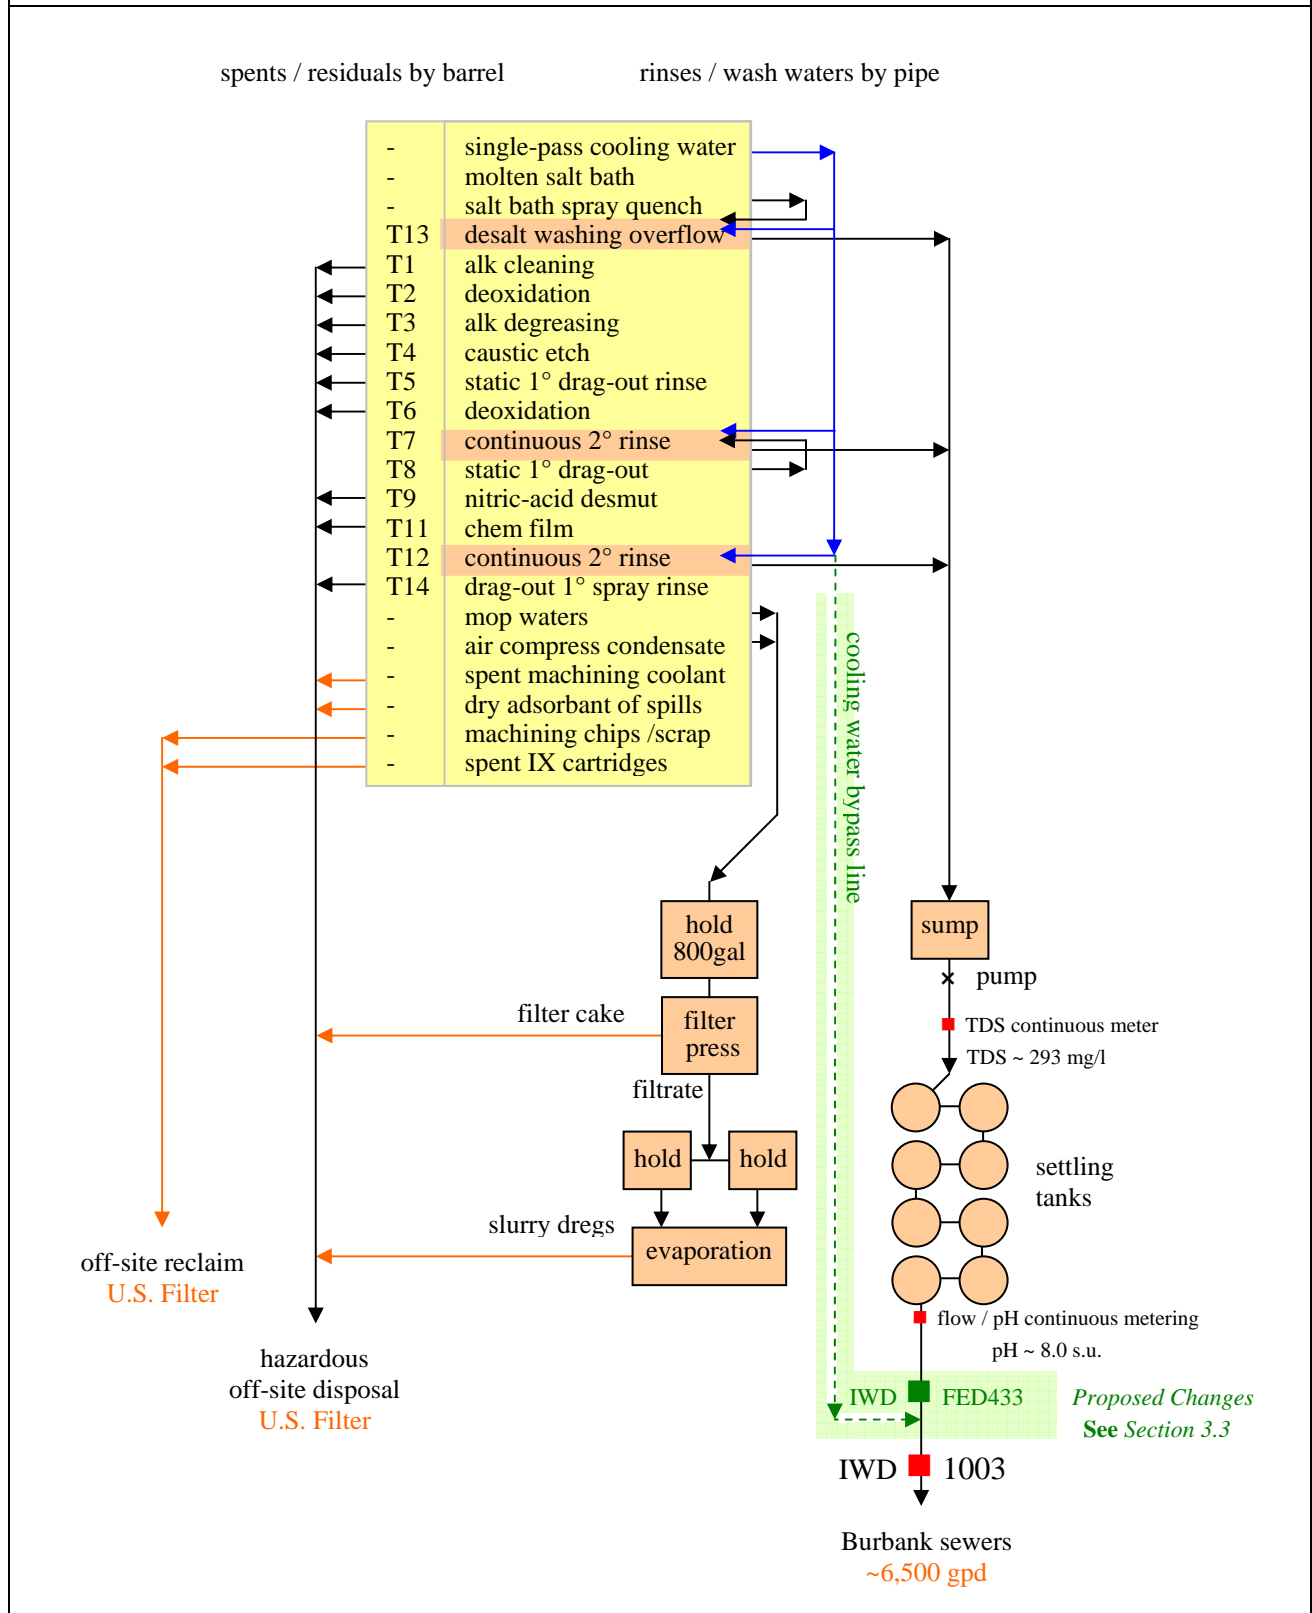 spents / residuals by barrel rinses / wash waters by pipe
- single-pass cooling water
- molten salt bath
- salt bath spray quench
T13 desalt washing overflow
T1 alk cleaning
T2 deoxidation
T3 alk degreasing
T4 caustic etch
T5 static 1° drag-out rinse
T6 deoxidation
T7 continuous 2° rinse
T8 static 1° drag-out
T9 nitric-acid desmut
T11 chem film
T12 continuous 2° rinse
T14 drag-out 1° spray rinse
- mop waters
- air compress condensate
- spent machining coolant
- dry adsorbant of spills
- machining chips /scrap
- spent IX cartridges
cooling water bypass line
hold
800gal
sump
pump
filter cake
filter
press
TDS continuous meter
TDS ~ 293 mg/l
filtrate
hold hold
settling
tanks
slurry dregs
evaporation
off-site reclaim
U.S. Filter
flow / pH continuous metering
pH ~ 8.0 s.u.
hazardous
off-site disposal
U.S. Filter
IWD FED433
Proposed Changes
See Section 3.3
IWD 1003
Burbank sewers
~6,500 gpd